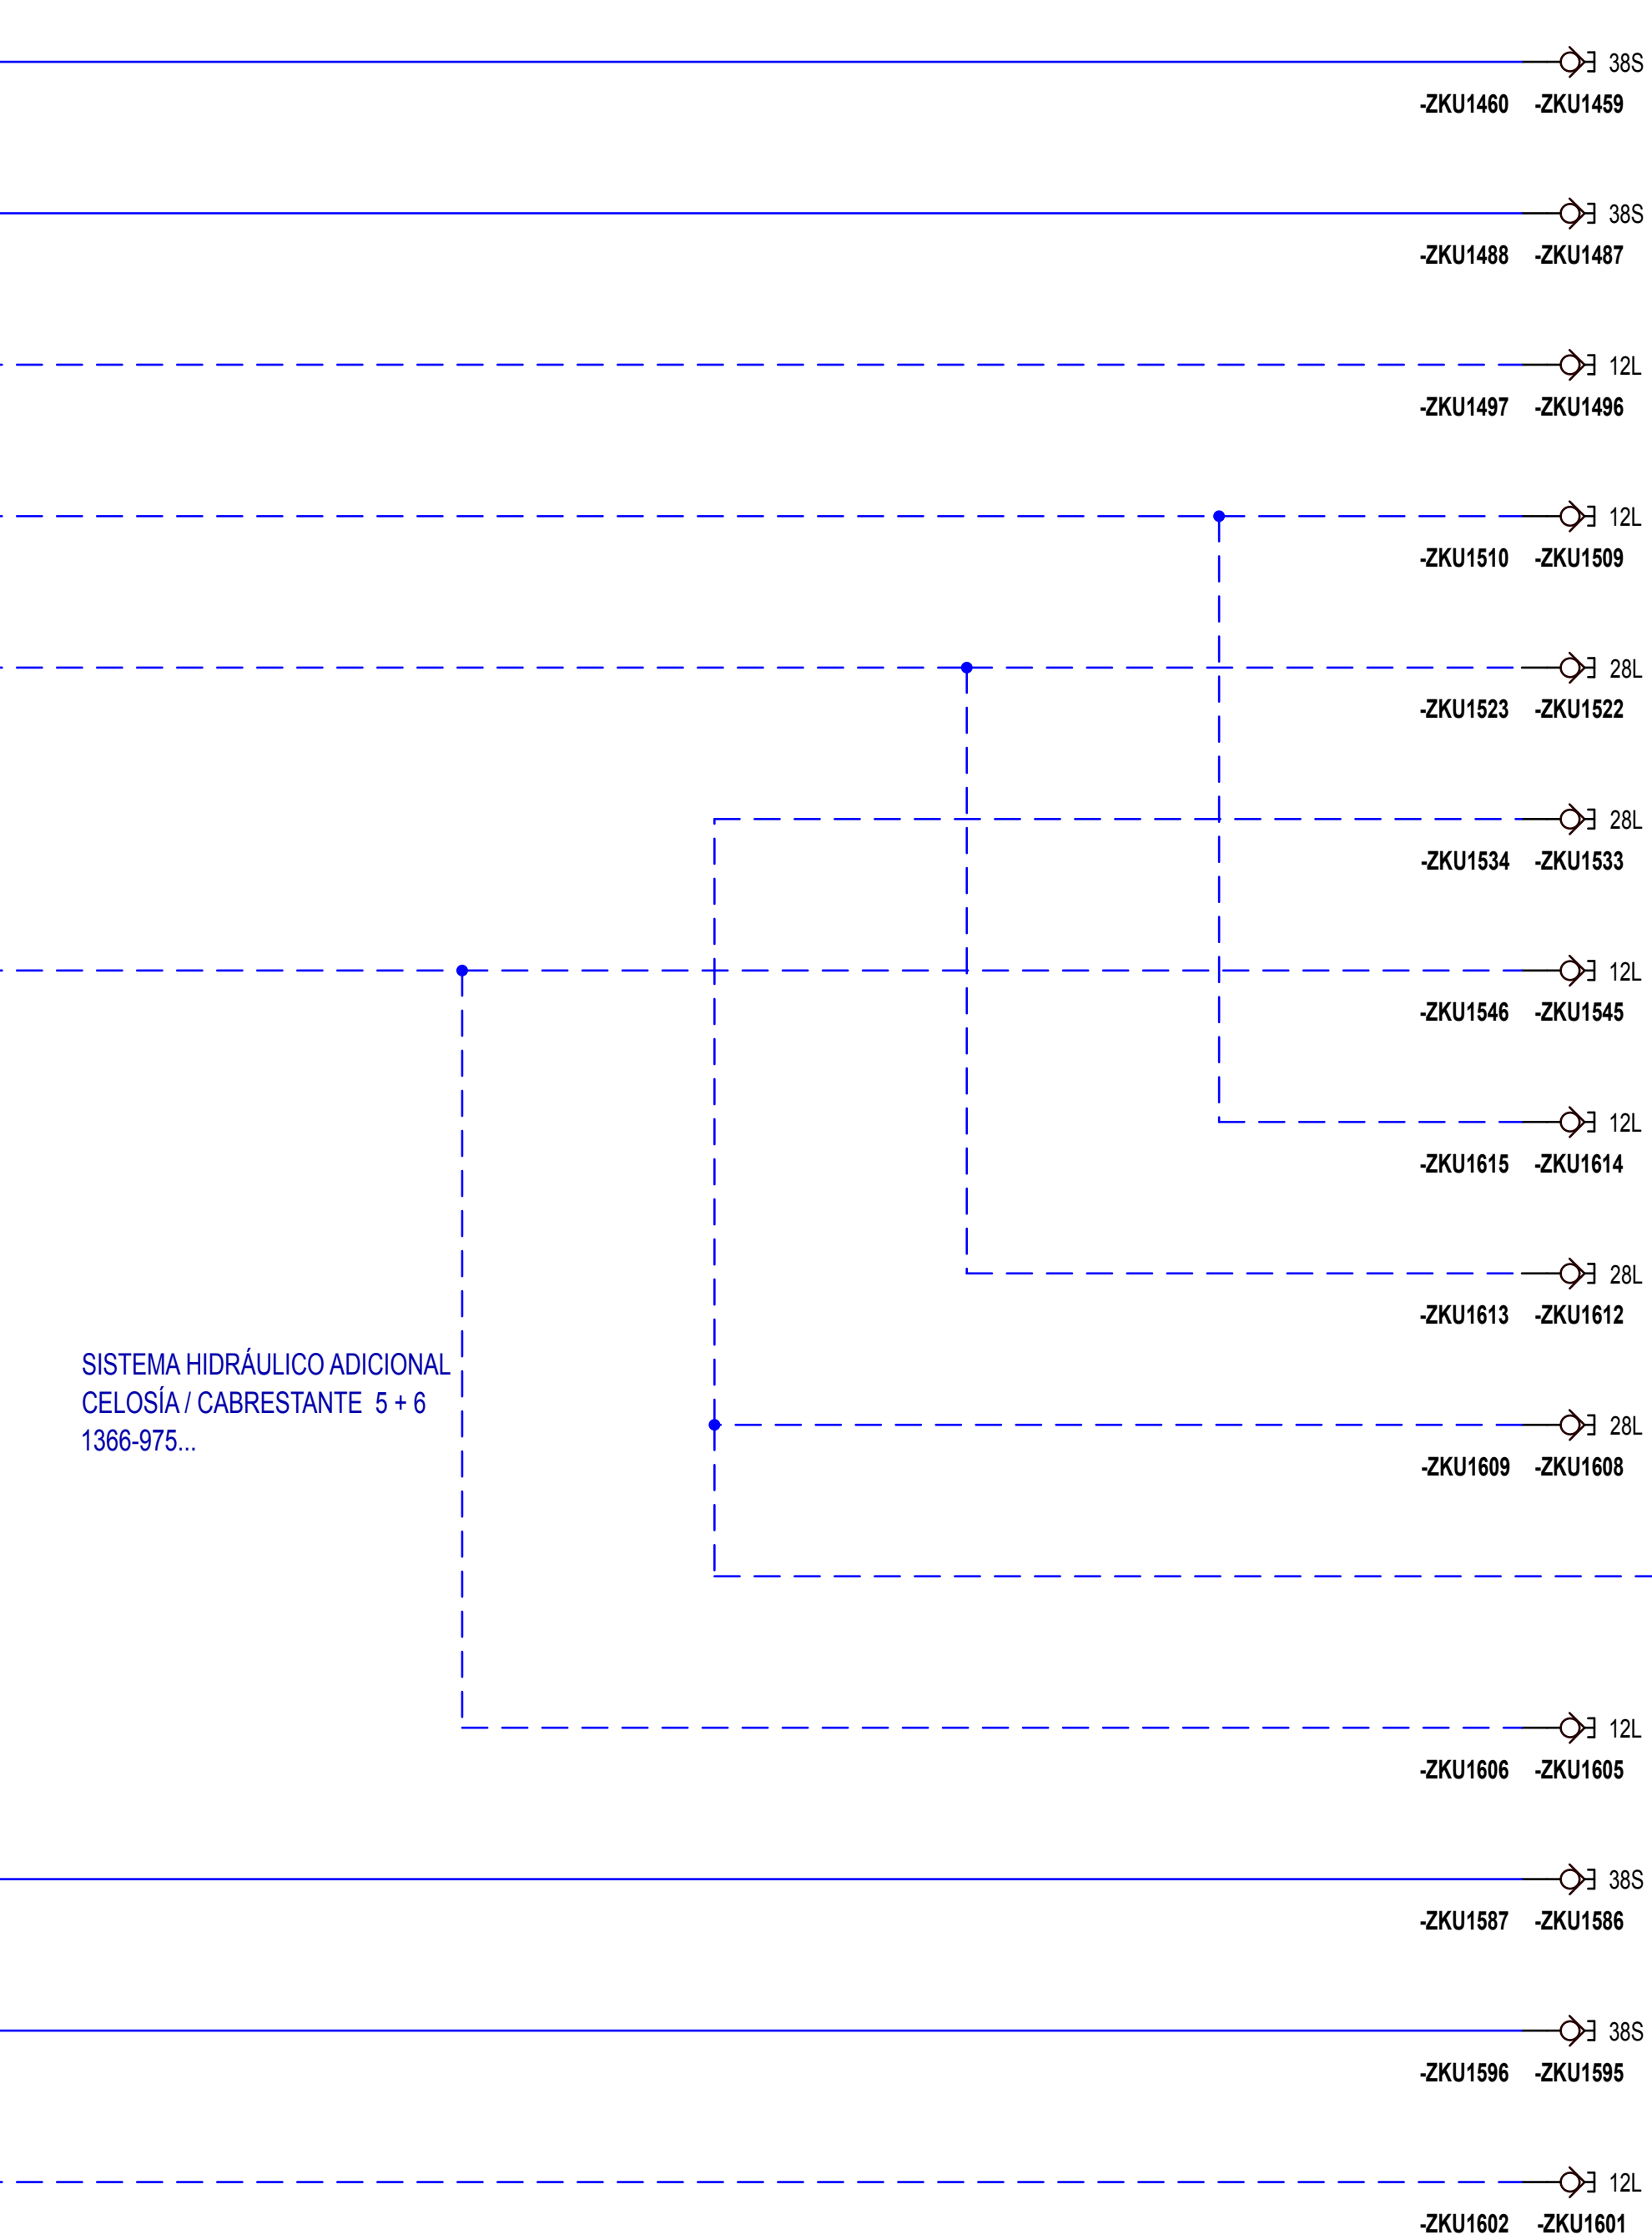 38S
-ZKU1460 -ZKU1459
38S
-ZKU1488 -ZKU1487
12L
-ZKU1497 -ZKU1496
12L
-ZKU1510 -ZKU1509
28L
-ZKU1523 -ZKU1522
28L
-ZKU1534 -ZKU1533
12L
-ZKU1546 -ZKU1545
12L
-ZKU1615 -ZKU1614
28L
-ZKU1613 -ZKU1612
SISTEMA HIDRÁULICO ADICIONAL
CELOSÍA / CABRESTANTE 5 + 6
1366-975...
28L
-ZKU1609 -ZKU1608
12L
-ZKU1606 -ZKU1605
38S
-ZKU1587 -ZKU1586
38S
-ZKU1596 -ZKU1595
12L
-ZKU1602 -ZKU1601